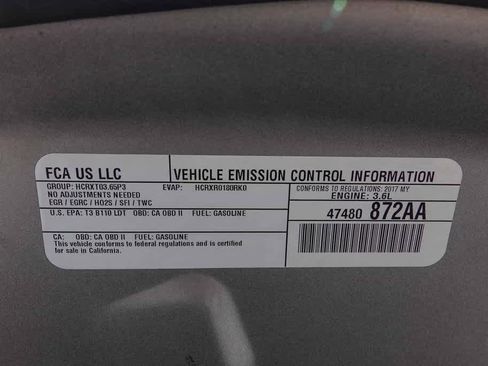 FCA US LLC
VEHICLE EMISSION CONTROL INFORMATION
GROUP: HCRXT03.65P3 EVAP: HCRXR0180RK0
NO ADJUSTMENTS NEEDED
EGR / EGRC / HO2S / SFI / TWC
CONFORMS TO REGULATIONS: 2017 MY
ENGINE: 3.6L
U.S. EPA: T3 B110 LDT OBD: CA OBD II FUEL: GASOLINE
47480 872AA
CA: OBD: CA OBD II FUEL: GASOLINE
This vehicle conforms to federal regulations and is certified
for sale in California.